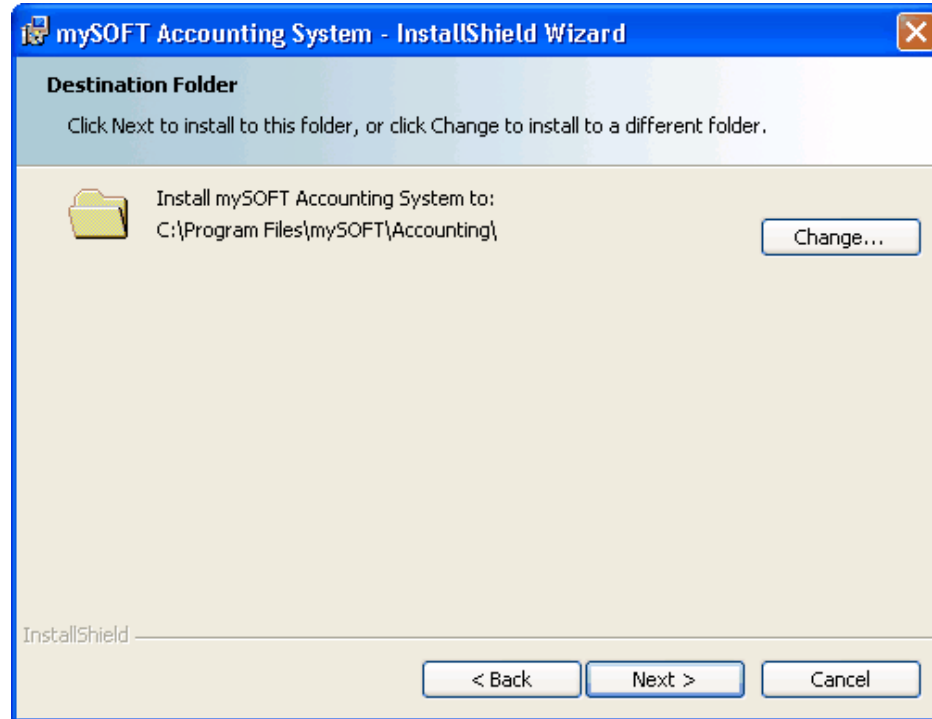 mySOFT Accounting System - InstallShield Wizard
Destination Folder
Click Next to install to this folder, or click Change to install to a different folder.
Install mySOFT Accounting System to:
C:\Program Files\mySOFT\Accounting\
Change...
InstallShield
< Back
Next >
Cancel